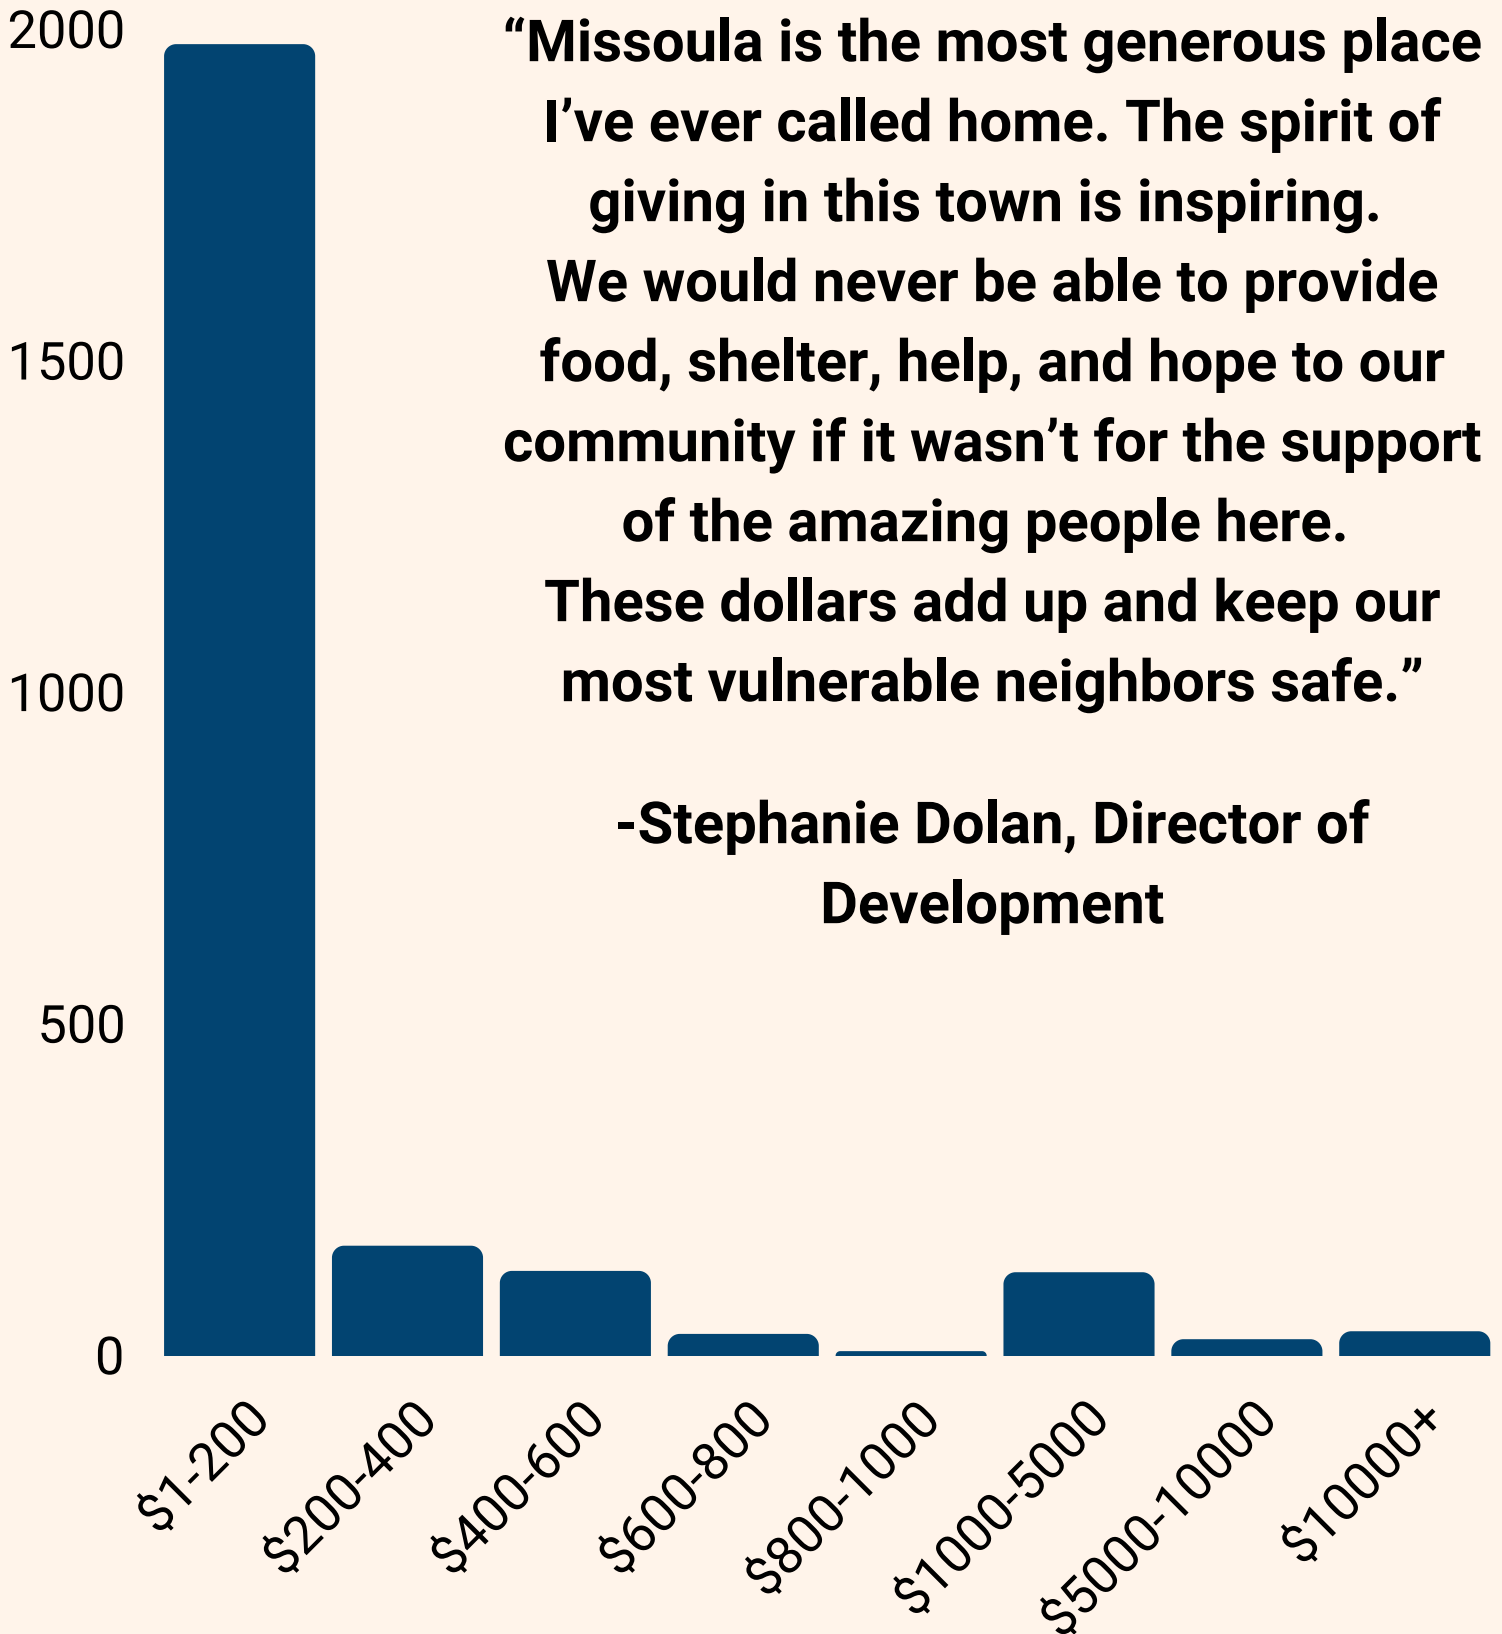 “Missoula is the most generous place
I’ve ever called home. The spirit of
giving in this town is inspiring.
We would never be able to provide
food, shelter, help, and hope to our
community if it wasn’t for the support
of the amazing people here.
These dollars add up and keep our
most vulnerable neighbors safe.”
-Stephanie Dolan, Director of
Development
2000
1500
1000
500
0
$1-200
$200-400
$400-600
$600-800
$800-1000
$1000-5000
$5000-10000
$10000+